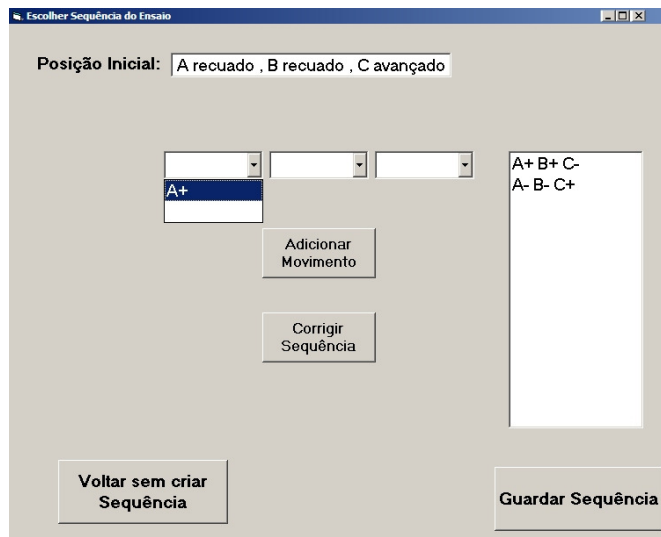 Escolher Sequência do Ensaio
Posição Inicial: A recuado , B recuado , C avançado
A+
A+ B+ C-
A- B- C+
Adicionar
Movimento
Corrigir
Sequência
Voltar sem criar
Sequência
Guardar Sequência